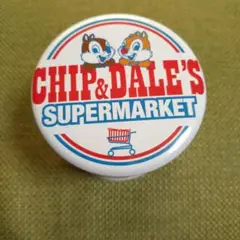 CHIP & DALE'S
SUPERMARKET